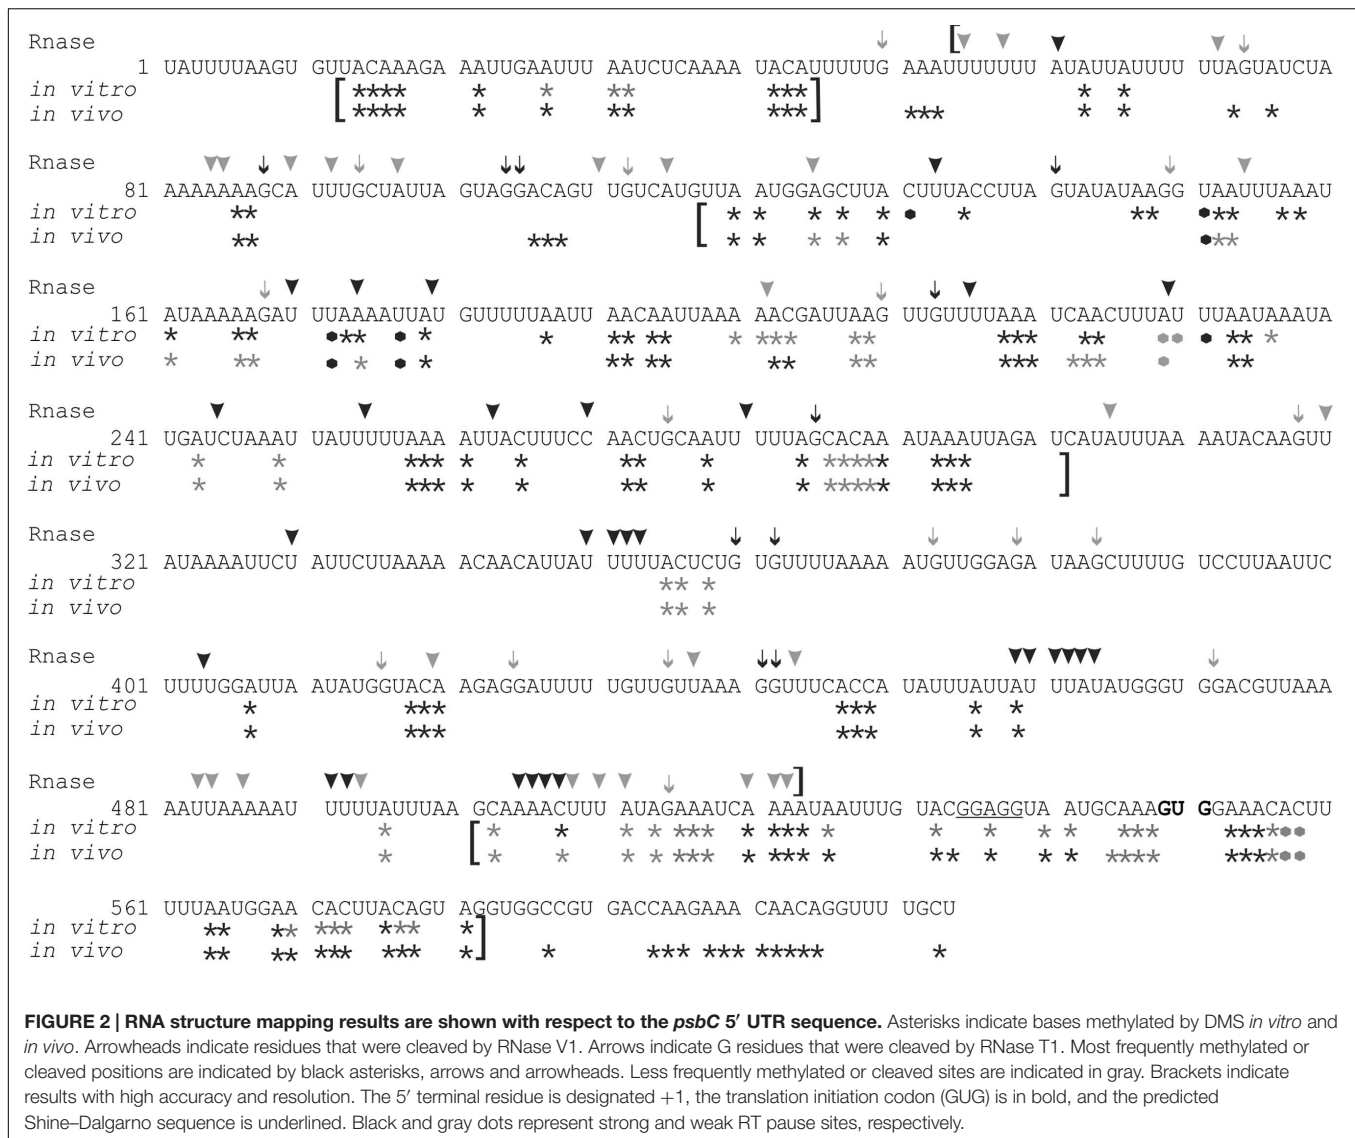 Rnase
1 UAUUUUAAGU GUUACAAAGA AAUUGAAUUU AAUCUCAAAA UACAUUUUUG AAAUUUUUUU AUAUUAUUUU UUAGUAUCUA
in vitro
in vivo
Rnase
81 AAAAAAAGCA UUUGCUAUUA GUAGGACAGU UGUCAUGUUA AUGGAGCUUA CUUUACCUUA GUAUAUAAGG UAAUUUAAAU
in vitro
in vivo
Rnase
161 AUAAAAAGAU UUAAAAUUAU GUUUUUAAUU AACAAUUAAA AACGAUUAAG UUGUUUUAAA UCAACUUUAU UUAAUAAAUA
in vitro
in vivo
Rnase
241 UGAUCUAAAU UAUUUUUAAA AUUACUUUCC AACUGCAAUU UUUAGCACAA AUAAAUUAGA UCAUAUUUAA AAUACAAGUU
in vitro
in vivo
Rnase
321 AUAAAAUUCU AUUCUUAAAA ACAACAUUAU UUUUACUCUG UGUUUUAAAA AUGUUGGAGA UAAGCUUUUG UCCUUAAUUC
in vitro
in vivo
Rnase
401 UUUUGGAUUA AUAUGGUACA AGAGGAUUUU UGUUGUUAAA GGUUUCACCA UAUUUAUUAU UUAUAUGGGU GGACGUUAAA
in vitro
in vivo
Rnase
481 AAUUAAAAAU UUUUAUUUAA GCAAAACUUU AUAGAAAUCA AAAUAAUUUG UACGGAGGUA AUGCAAAGUG GAAACACUU
in vitro
in vivo
561 UUUAAUGGAA CACUUACAGU AGGUGGCCGU GACCAAGAAA CAACAGGUUU UGCU
in vitro
in vivo
FIGURE 2 | RNA structure mapping results are shown with respect to the psbC 5′ UTR sequence. Asterisks indicate bases methylated by DMS in vitro and
in vivo. Arrowheads indicate residues that were cleaved by RNase V1. Arrows indicate G residues that were cleaved by RNase T1. Most frequently methylated or
cleaved positions are indicated by black asterisks, arrows and arrowheads. Less frequently methylated or cleaved sites are indicated in gray. Brackets indicate
results with high accuracy and resolution. The 5′ terminal residue is designated +1, the translation initiation codon (GUG) is in bold, and the predicted
Shine–Dalgarno sequence is underlined. Black and gray dots represent strong and weak RT pause sites, respectively.